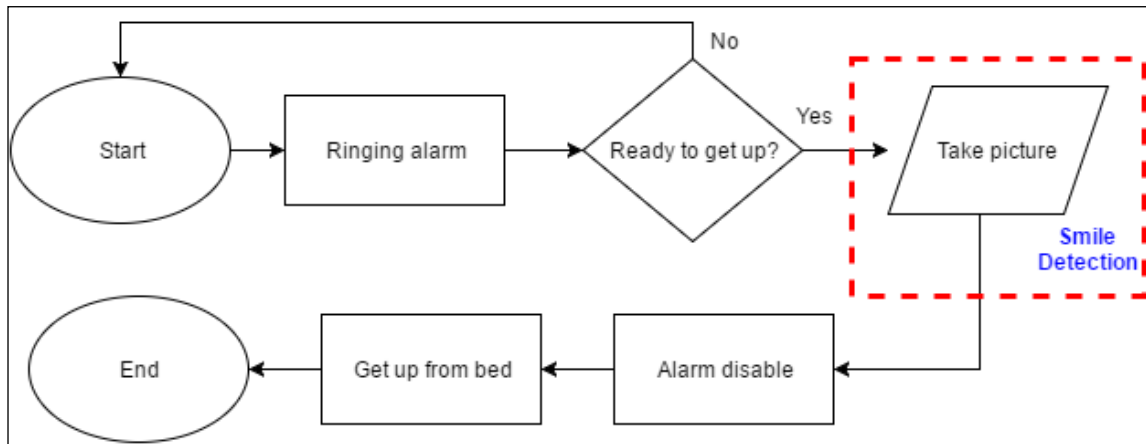 No
Yes
Start
Ringing alarm
Ready to get up?
Take picture
Smile
Detection
End
Get up from bed
Alarm disable